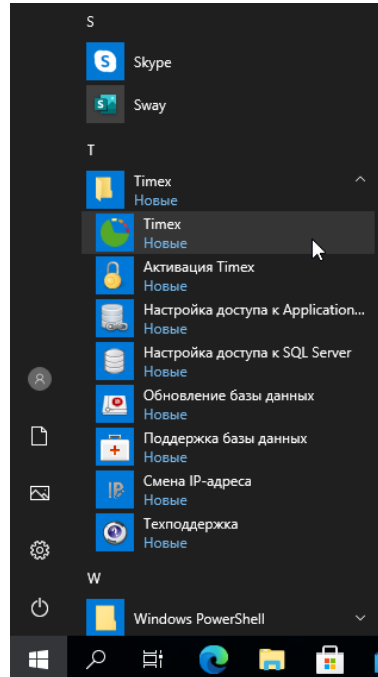 S
Skype
Sway
T
Timex
Новые
Timex
Новые
Активация Timex
Новые
Настройка доступа к Application...
Новые
Настройка доступа к SQL Server
Новые
Обновление базы данных
Новые
Поддержка базы данных
Новые
Смена IP-адреса
Новые
Техподдержка
Новые
W
Windows PowerShell